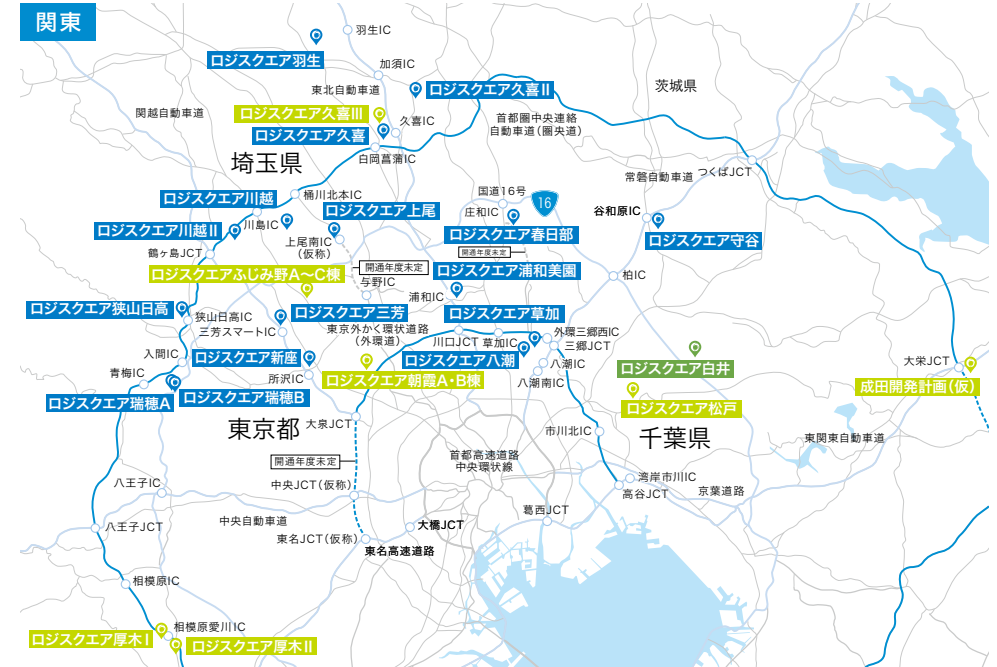 関東
羽生IC
ロジスクエア羽生
加須IC
東北自動車道
ロジスクエア久喜Ⅱ
茨城県
関越自動車道
ロジスクエア久喜Ⅲ
久喜IC
首都圏中央連絡
自動車道(圏央道)
ロジスクエア久喜
白岡菖蒲IC
埼玉県
常磐自動車道
つくばJCT
桶川北本IC
国道16号
16
ロジスクエア川越
ロジスクエア上尾
庄和IC
谷和原IC
川島IC
ロジスクエア川越Ⅱ
ロジスクエア春日部
ロジスクエア守谷
上尾南IC
(仮称)
鶴ヶ島JCT
開通年度未定
開通年度未定
ロジスクエアふじみ野A〜C棟
ロジスクエア浦和美園
柏IC
与野IC
浦和IC
ロジスクエア狭山日高
ロジスクエア三芳
ロジスクエア草加
狭山日高IC
三芳スマートIC
東京外かく環状道路
(外環道)
川口JCT
草加IC
外環三郷西IC
三郷JCT
入間IC
ロジスクエア新座
ロジスクエア八潮
八潮IC
八潮南IC
ロジスクエア白井
大栄JCT
青梅IC
所沢IC
ロジスクエア朝霞A・B棟
成田開発計画(仮)
ロジスクエア瑞穂A
ロジスクエア瑞穂B
ロジスクエア松戸
東京都
大泉JCT
市川北IC
千葉県
東関東自動車道
開通年度未定
首都高速道路
中央環状線
八王子IC
中央JCT(仮称)
湾岸市川IC
高谷JCT
京葉道路
葛西JCT
八王子JCT
中央自動車道
大橋JCT
東名JCT(仮称)
東名高速道路
相模原IC
相模原愛川IC
ロジスクエア厚木Ⅰ
ロジスクエア厚木Ⅱ